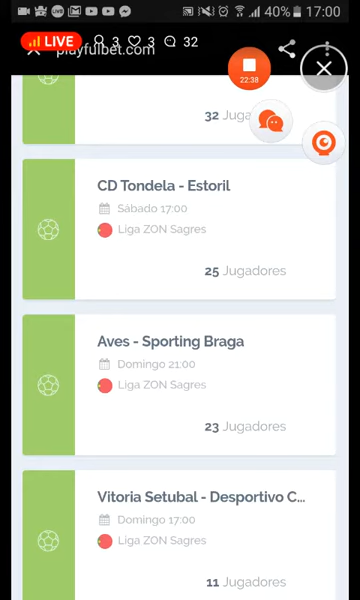 40% 17:00
LIVE 3 3 32
playfulbet.com
22:38
32 Juga
CD Tondela - Estoril
Sábado 17:00
Liga ZON Sagres
25 Jugadores
Aves - Sporting Braga
Domingo 21:00
Liga ZON Sagres
23 Jugadores
Vitoria Setubal - Desportivo C...
Domingo 17:00
Liga ZON Sagres
11 Jugadores